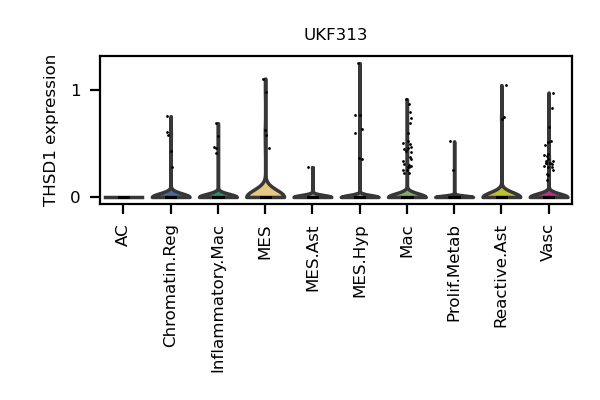 UKF313
THSD1 expression
1
0
AC
Chromatin.Reg
Inflammatory.Mac
MES
MES.Ast
MES.Hyp
Mac
Prolif.Metab
Reactive.Ast
Vasc